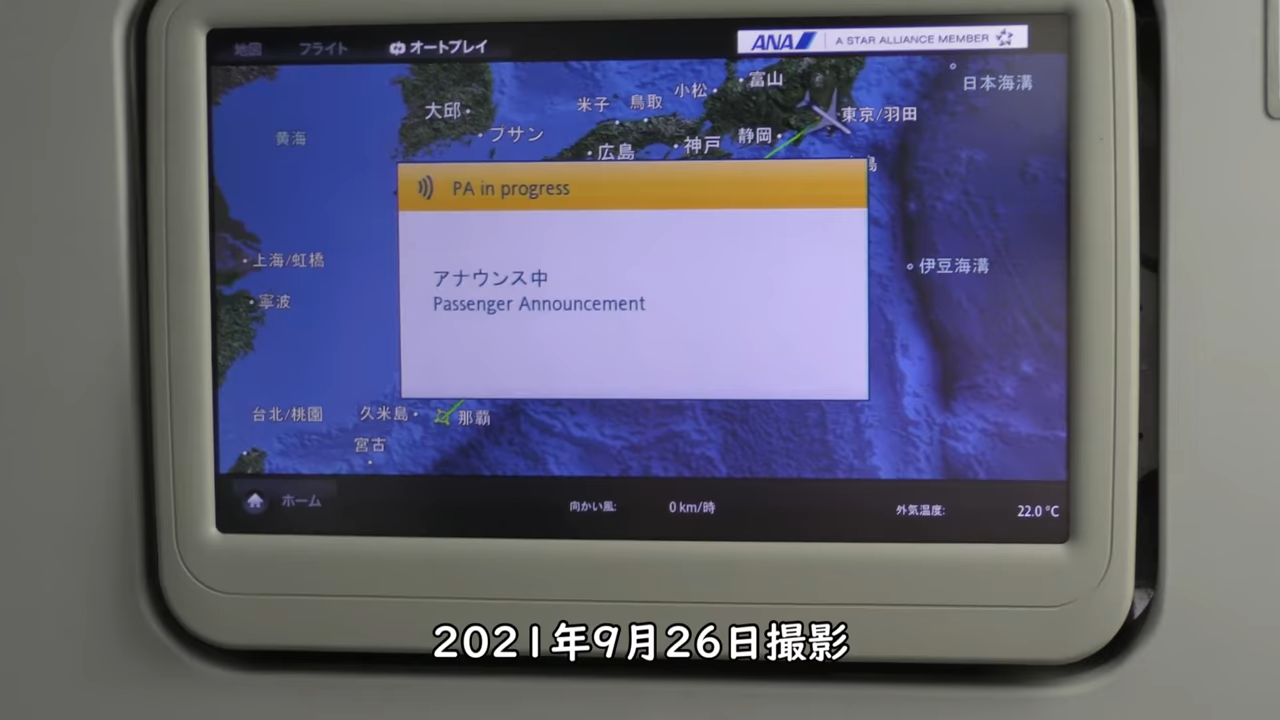 地図 フライト オートプレイ
ANA A STAR ALLIANCE MEMBER
日本海溝
富山
小松
鳥取
米子
大邱
東京/羽田
プサン
静岡
神戸
広島
黄海
島
PA in progress
上海/虹橋
伊豆海溝
アナウンス中
寧波
Passenger Announcement
台北/桃園
久米島
那覇
宮古
ホーム
向かい風: 0 km/時
外気温度: 22.0 °C
2021年9月26日撮影